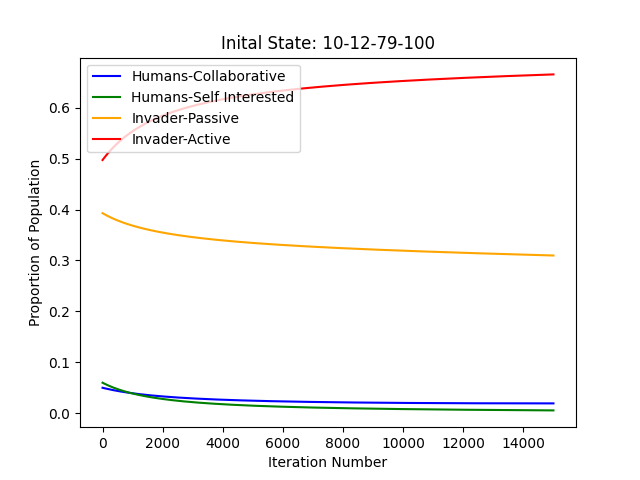 Inital State: 10-12-79-100
Humans-Collaborative
Humans-Self Interested
Invader-Passive
Invader-Active
Proportion of Population
0.6
0.5
0.4
0.3
0.2
0.1
0.0
0 2000 4000 6000 8000 10000 12000 14000
Iteration Number